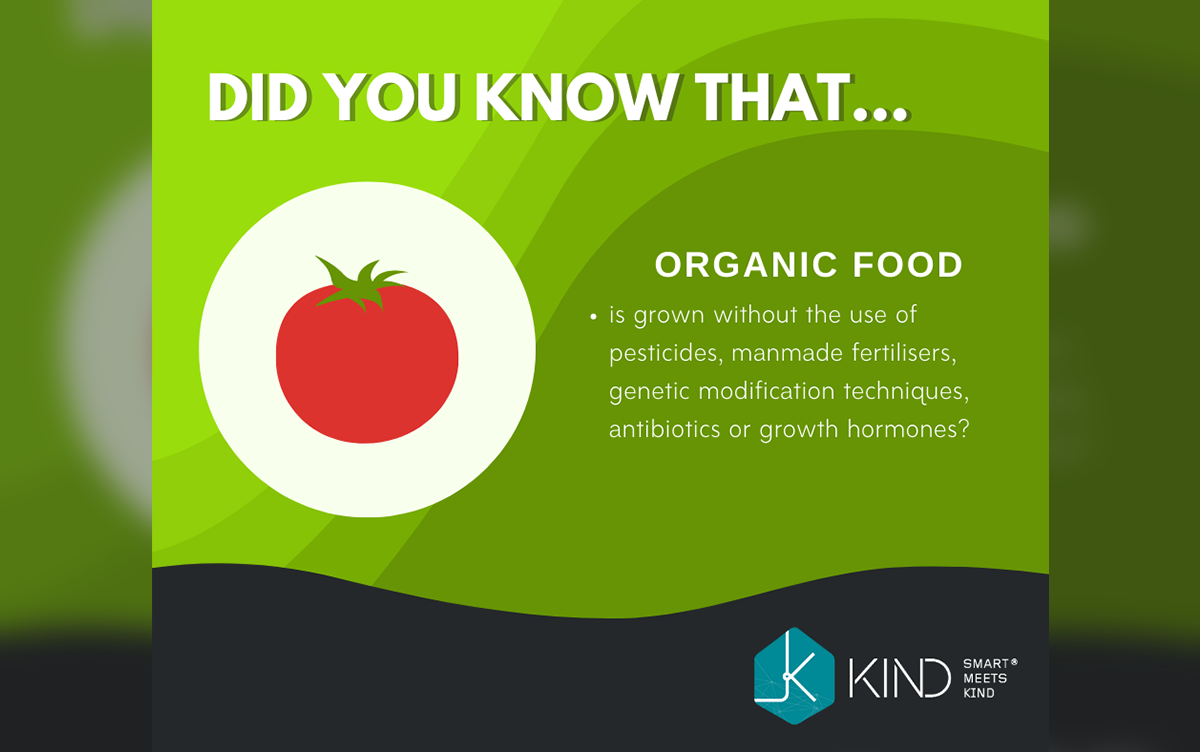 DID YOU KNOW THAT...
ORGANIC FOOD
• is grown without the use of
pesticides, manmade fertilisers,
genetic modification techniques,
antibiotics or growth hormones?
KIND
SMART®
MEETS
KIND